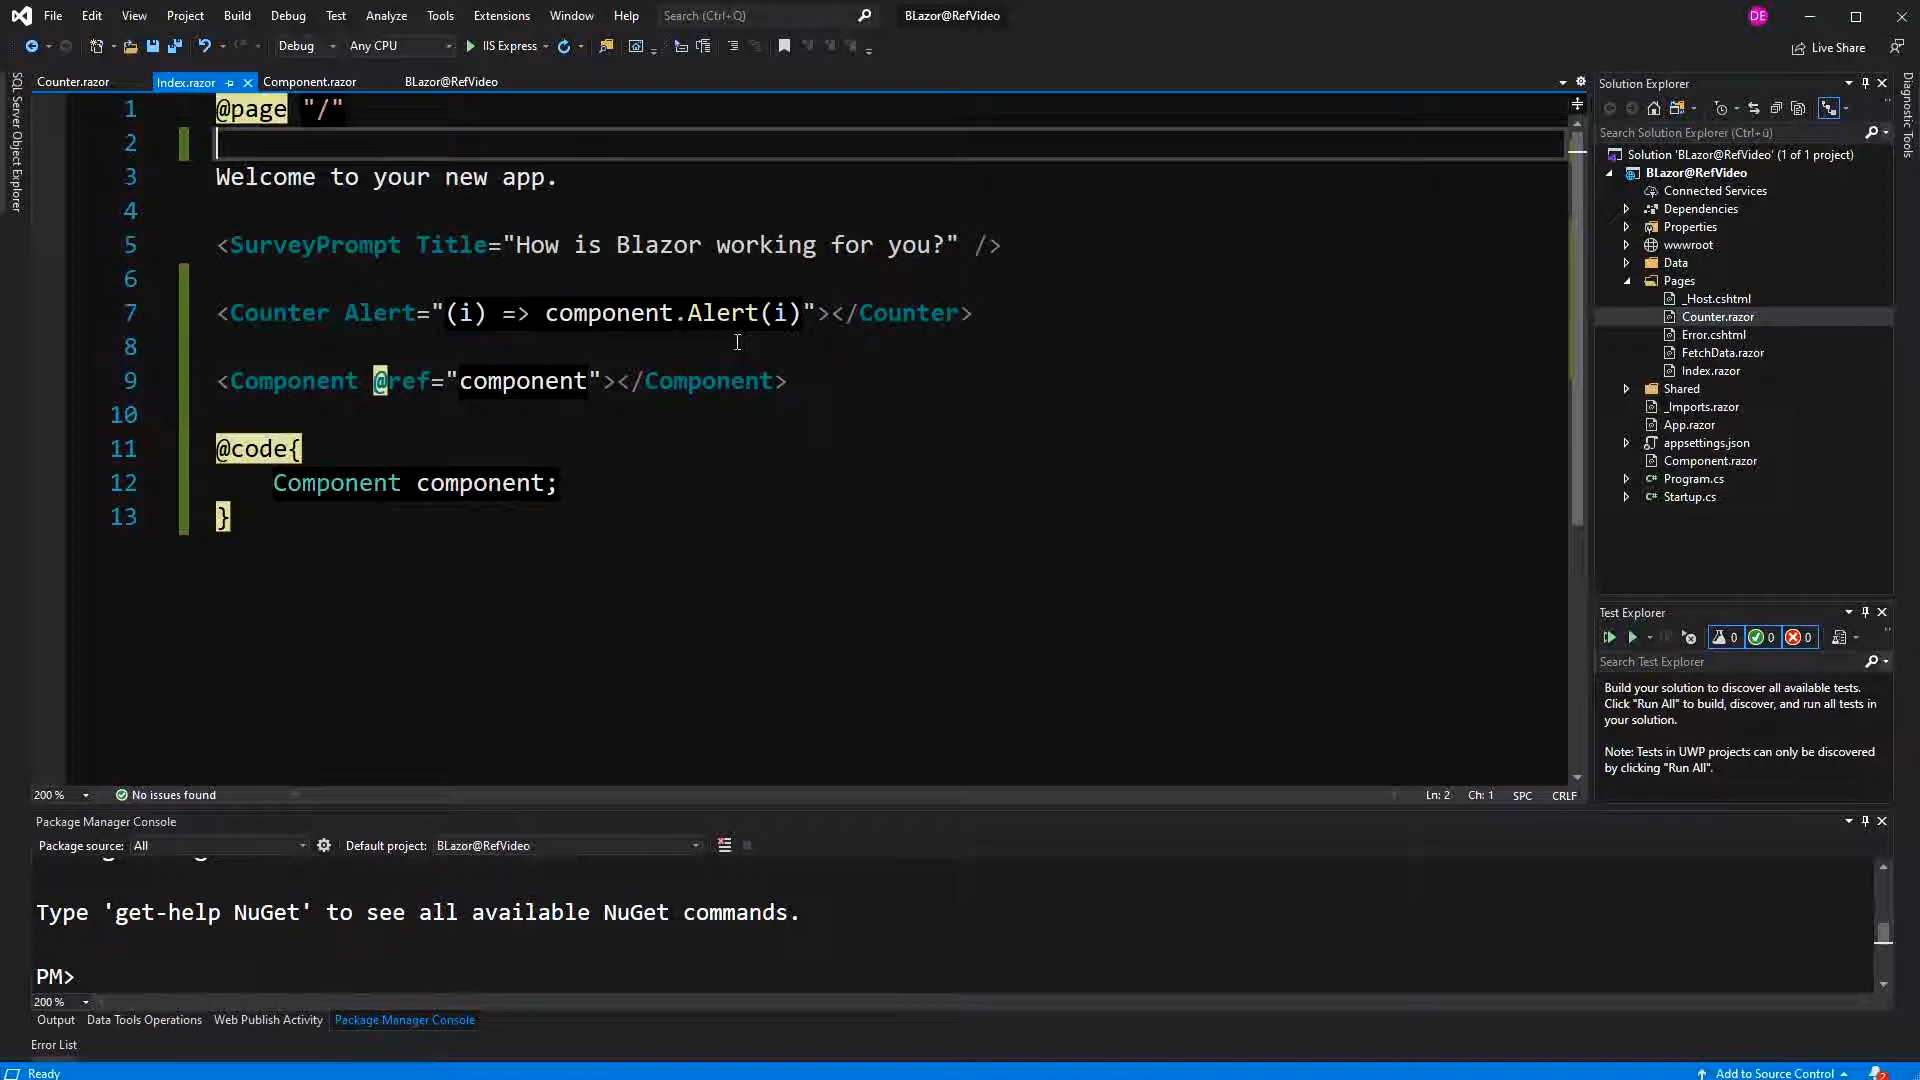 File Edit View Project Build Debug Test Analyze Tools Extensions Window Help Search (Ctrl+Q) BLazor@RefVideo DE
Debug Any CPU IIS Express Live Share
Counter.razor Index.razor Component.razor BLazor@RefVideo
SQL Server Object Explorer
1 @page "/"
2
3 Welcome to your new app.
4
5 <SurveyPrompt Title="How is Blazor working for you?" />
6
7 <Counter Alert="(i) => component.Alert(i)"></Counter>
8
9 <Component @ref="component"></Component>
10
11 @code{
12 Component component;
13 }
200 % No issues found Ln: 2 Ch: 1 SPC CRLF
Solution Explorer
Search Solution Explorer (Ctrl+ü)
Solution 'BLazor@RefVideo' (1 of 1 project)
BLazor@RefVideo
Connected Services
Dependencies
Properties
wwwroot
Data
Pages
_Host.cshtml
Counter.razor
Error.cshtml
FetchData.razor
Index.razor
Shared
_Imports.razor
App.razor
appsettings.json
Component.razor
Program.cs
Startup.cs
Diagnostic Tools
Test Explorer
0 0 0
Search Test Explorer
Build your solution to discover all available tests.
Click "Run All" to build, discover, and run all tests in
your solution.
Note: Tests in UWP projects can only be discovered
by clicking "Run All".
Package Manager Console
Package source: All Default project: BLazor@RefVideo
Type 'get-help NuGet' to see all available NuGet commands.
PM>
200 %
Output Data Tools Operations Web Publish Activity Package Manager Console
Error List
Ready Add to Source Control 2